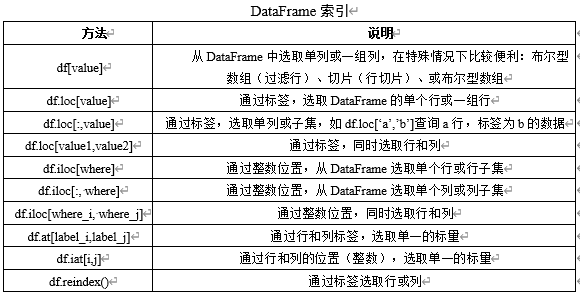 DataFrame 索引
方法 说明
df[value] 从 DataFrame 中选取单列或一组列，在特殊情况下比较便利：布尔型
数组（过滤行）、切片（行切片）、或布尔型数组
df.loc[value] 通过标签，选取 DataFrame 的单个行或一组行
df.loc[:,value] 通过标签，选取单列或子集，如 df.loc[‘a’,’b’]查询 a 行，标签为 b 的数据
df.loc[value1,value2] 通过标签，同时选取行和列
df.iloc[where] 通过整数位置，从 DataFrame 选取单个行或行子集
df.iloc[:, where] 通过整数位置，从 DataFrame 选取单个列或列子集
df.iloc[where_i, where_j] 通过整数位置，同时选取行和列
df.at[label_i,label_j] 通过行和列标签，选取单一的标量
df.iat[i,j] 通过行和列的位置（整数），选取单一的标量
df.reindex() 通过标签选取行或列